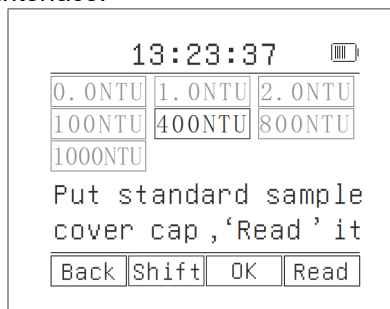 13:23:37
0.0NTU 1.0NTU 2.0NTU
100NTU 400NTU 800NTU
1000NTU
Put standard sample
cover cap ,‘Read ’ it
Back Shift OK Read